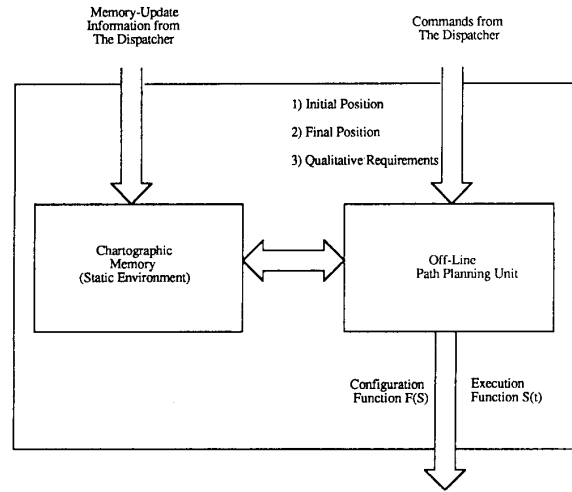 Memory-Update
Information from
The Dispatcher
Commands from
The Dispatcher
1) Initial Position
2) Final Position
3) Qualitative Requirements
Chartographic
Memory
(Static Environment)
Off-Line
Path Planning Unit
Configuration
Function F(S)
Execution
Function S(t)